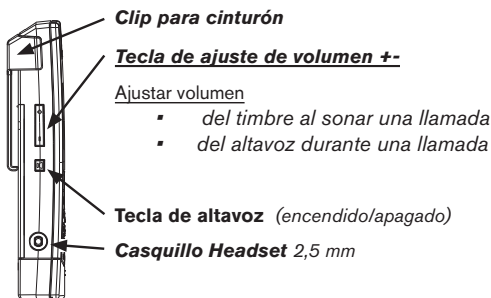 Clip para cinturón
Tecla de ajuste de volumen +-
Ajustar volumen
▪ del timbre al sonar una llamada
▪ del altavoz durante una llamada
Tecla de altavoz (encendido/apagado)
Casquillo Headset 2,5 mm